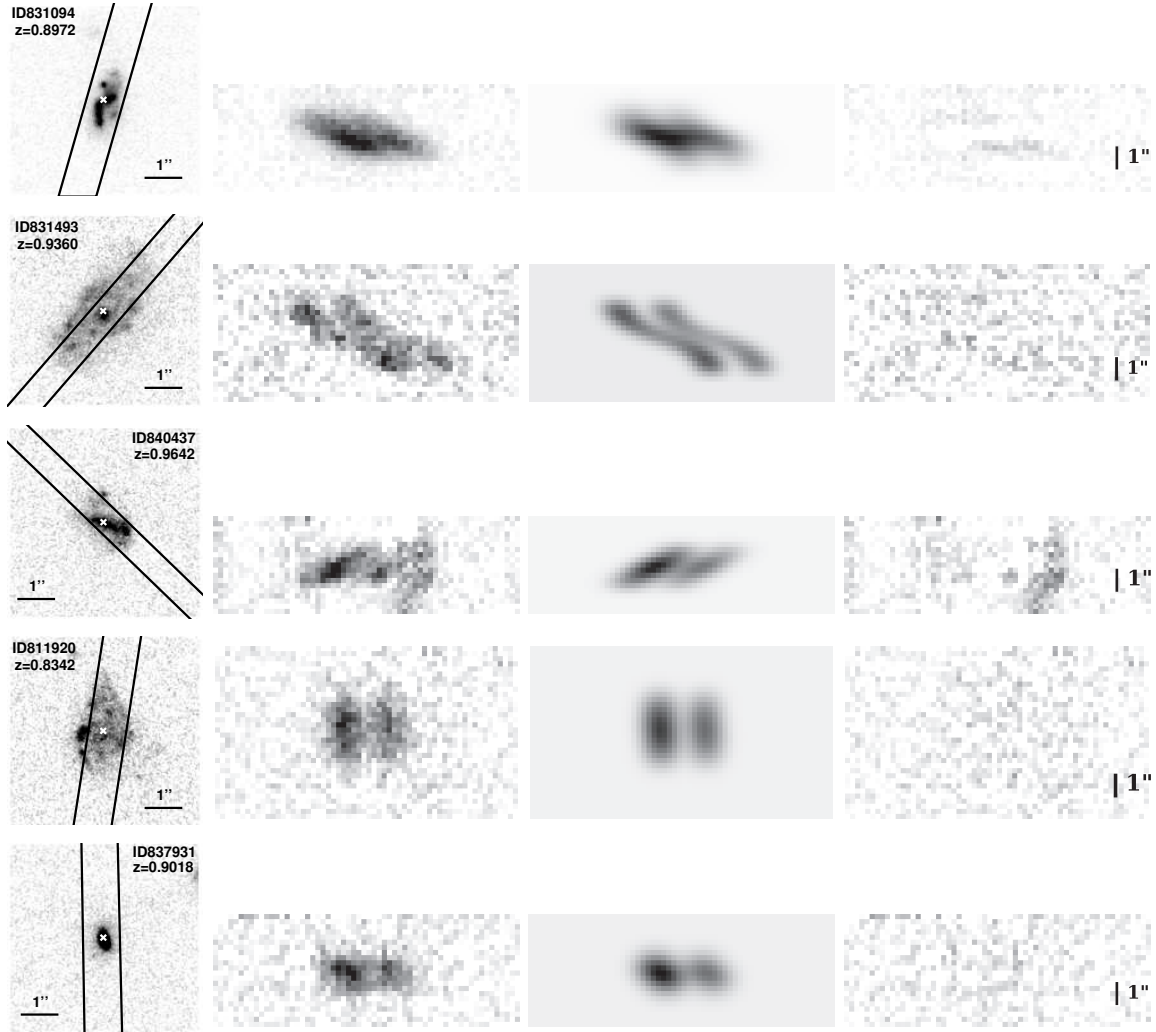 ID831094
z=0.8972
1’’
1"
ID831493
z=0.9360
1’’
1"
ID840437
z=0.9642
1’’
1"
ID811920
z=0.8342
1’’
1"
ID837931
z=0.9018
1’’
1"